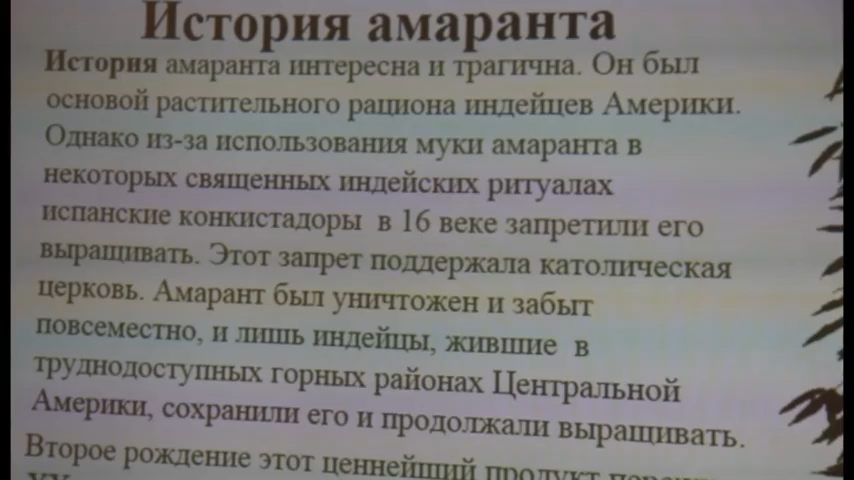 История амаранта
История амаранта интересна и трагична. Он был
основой растительного рациона индейцев Америки.
Однако из-за использования муки амаранта в
некоторых священных индейских ритуалах
испанские конкистадоры в 16 веке запретили его
выращивать. Этот запрет поддержала католическая
церковь. Амарант был уничтожен и забыт
повсеместно, и лишь индейцы, жившие в
труднодоступных горных районах Центральной
Америки, сохранили его и продолжали выращивать.
Второе рождение этот ценнейший продукт